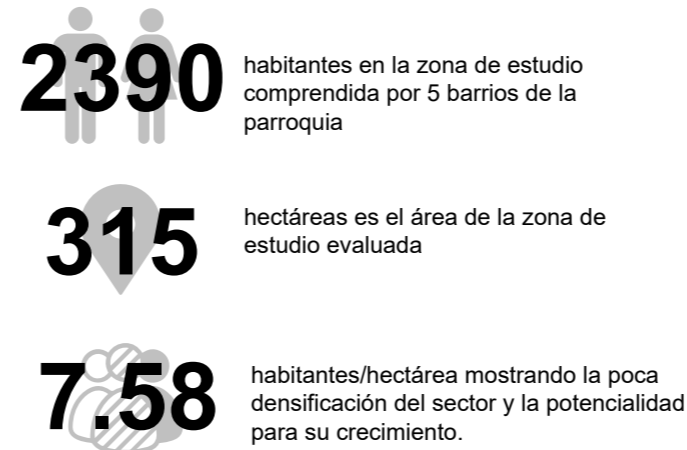 2390
habitantes en la zona de estudio
comprendida por 5 barrios de la
parroquia
315
hectáreas es el área de la zona de
estudio evaluada
7.58
habitantes/hectárea mostrando la poca
densificación del sector y la potencialidad
para su crecimiento.